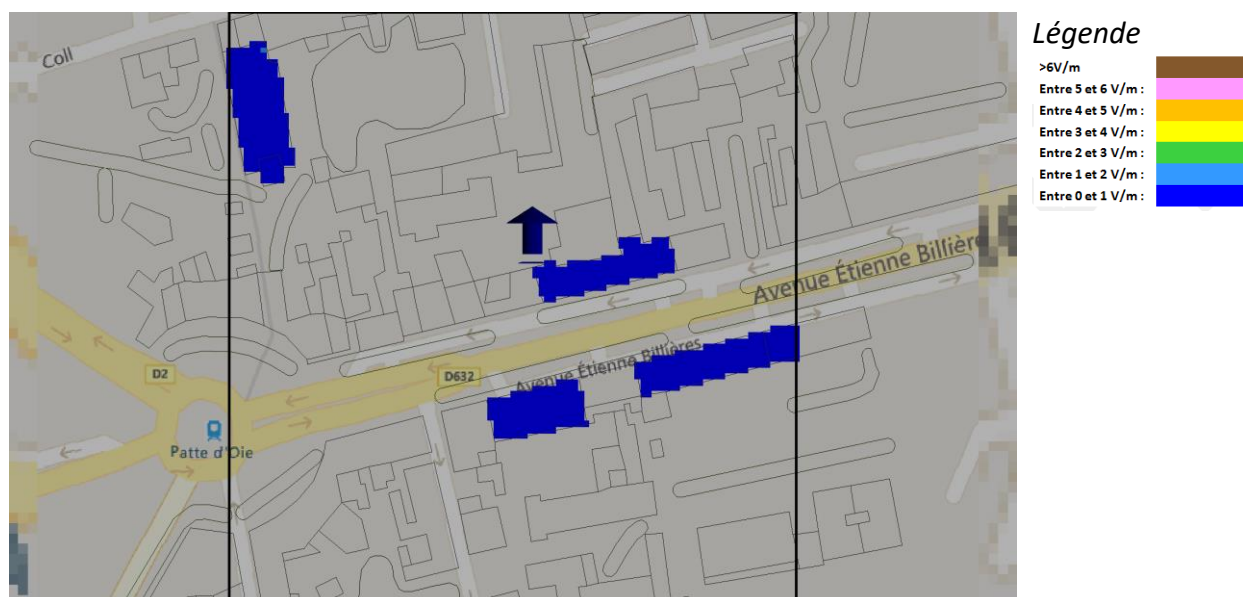 Coll
Légende
>6V/m
Entre 5 et 6 V/m :
Entre 4 et 5 V/m :
Entre 3 et 4 V/m :
Entre 2 et 3 V/m :
Entre 1 et 2 V/m :
Entre 0 et 1 V/m :
Avenue Étienne Billière
Avenue Étienne Billières
D2
D632
Patte d'Oie